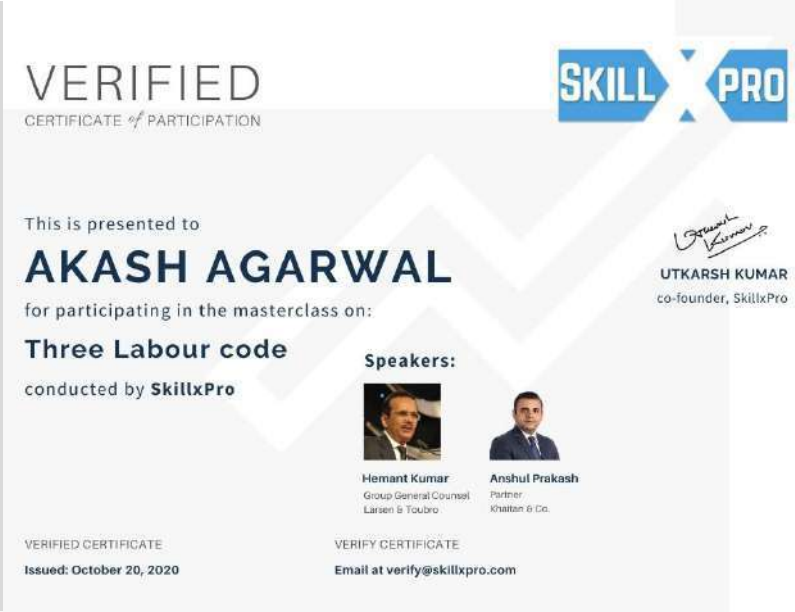 VERIFIED
CERTIFICATE of PARTICIPATION
SKILL X PRO
This is presented to
AKASH AGARWAL
for participating in the masterclass on:
Three Labour code
conducted by SkillxPro
Utkarsh Kumar
UTKARSH KUMAR
co-founder, SkillxPro
Speakers:
Hemant Kumar
Group General Counsel
Larsen & Toubro
Anshul Prakash
Partner
Khaitan & Co.
VERIFIED CERTIFICATE
Issued: October 20, 2020
VERIFY CERTIFICATE
Email at verify@skillxpro.com